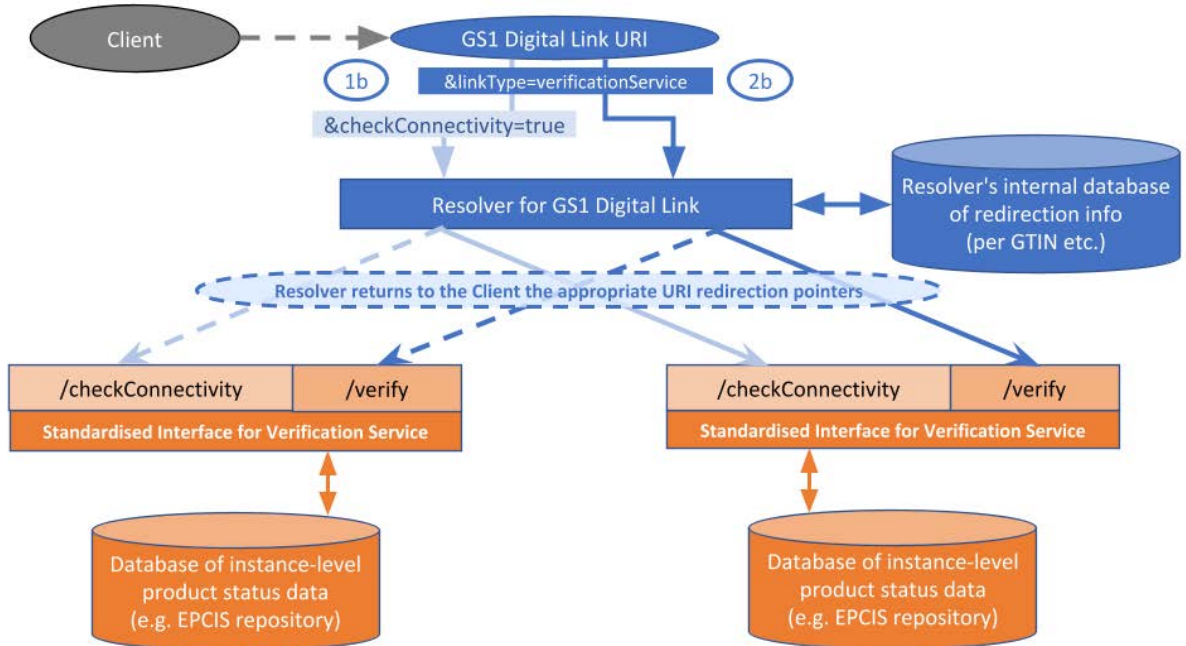 Client
GS1 Digital Link URI
1b
&linkType=verificationService
2b
&checkConnectivity=true
Resolver for GS1 Digital Link
Resolver's internal database
of redirection info
(per GTIN etc.)
Resolver returns to the Client the appropriate URI redirection pointers
/checkConnectivity
/verify
Standardised Interface for Verification Service
/checkConnectivity
/verify
Standardised Interface for Verification Service
Database of instance-level
product status data
(e.g. EPCIS repository)
Database of instance-level
product status data
(e.g. EPCIS repository)